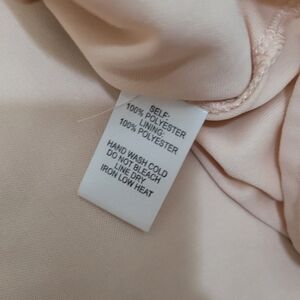 SELF:
100% POLYESTER
LINING:
100% POLYESTER
HAND WASH COLD
DO NOT BLEACH
LINE DRY
IRON LOW HEAT